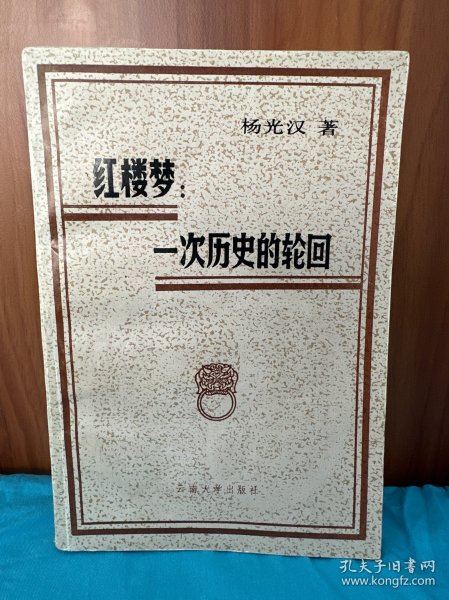 杨光汉 著
红楼梦：
一次历史的轮回
云南大学出版社
孔夫子旧书网
www.kongfz.com